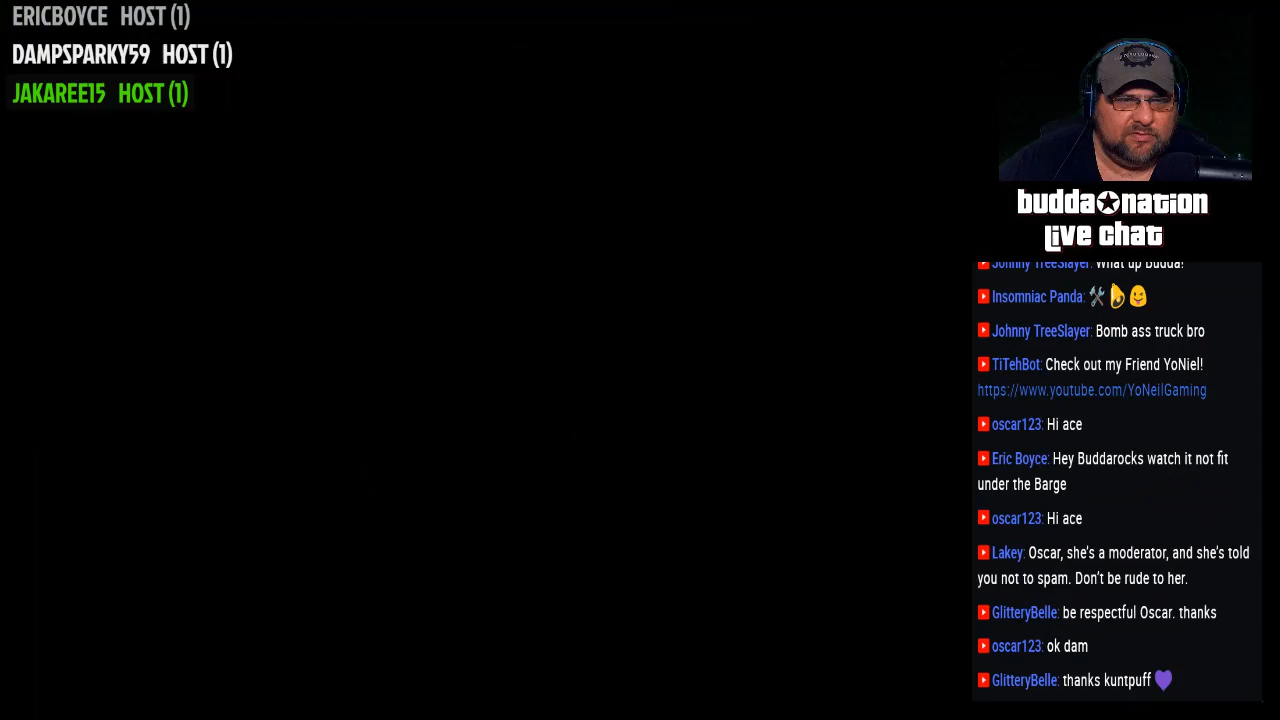 ERICBOYCE HOST (1)
DAMPSPARKY59 HOST (1)
JAKAREE15 HOST (1)
budda nation
live chat
Johnny TreeSlayer: What up Budda!
Insomniac Panda: 🛠👌😜
Johnny TreeSlayer: Bomb ass truck bro
TiTehBot: Check out my Friend YoNiel!
https://www.youtube.com/YoNeilGaming
oscar123: Hi ace
Eric Boyce: Hey Buddarocks watch it not fit
under the Barge
oscar123: Hi ace
Lakey: Oscar, she's a moderator, and she's told
you not to spam. Don't be rude to her.
GlitteryBelle: be respectful Oscar. thanks
oscar123: ok dam
GlitteryBelle: thanks kuntpuff 💜